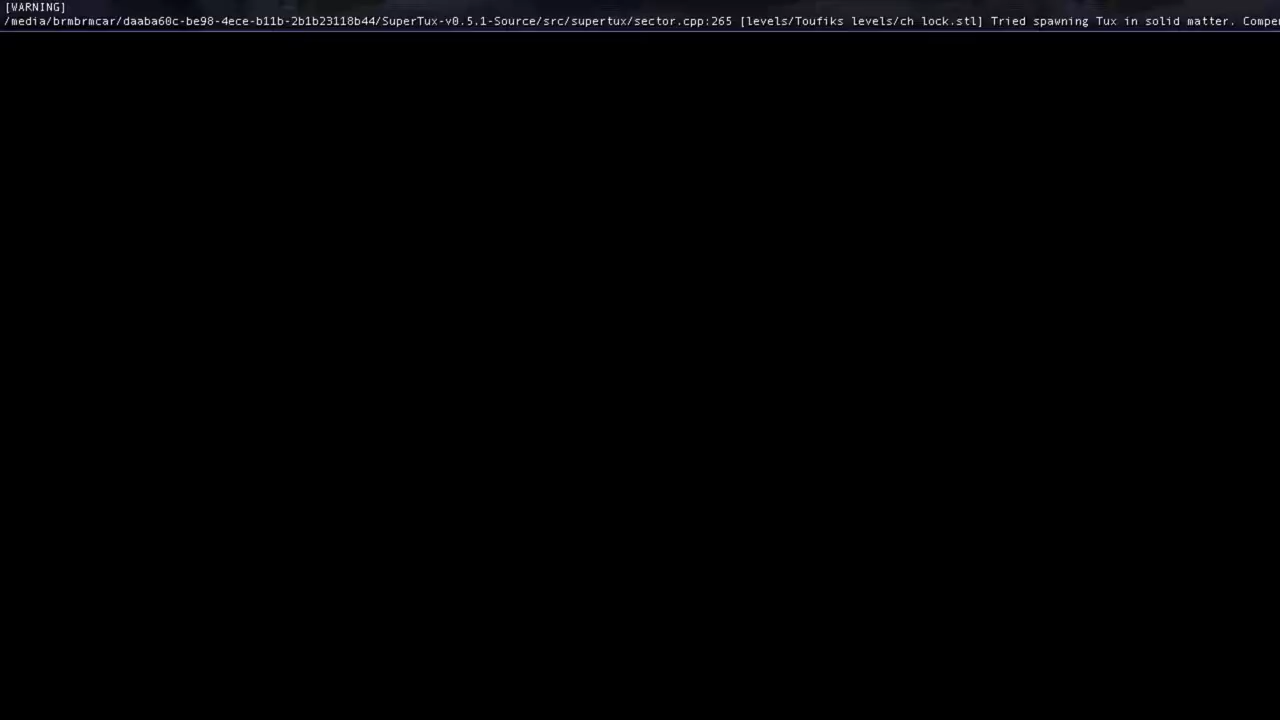 [WARNING]
/media/brmbrmcar/daaba60c-be98-4ece-b11b-2b1b23118b44/SuperTux-v0.5.1-Source/src/supertux/sector.cpp:265 [levels/Toufiks levels/ch lock.stl] Tried spawning Tux in solid matter. Compe